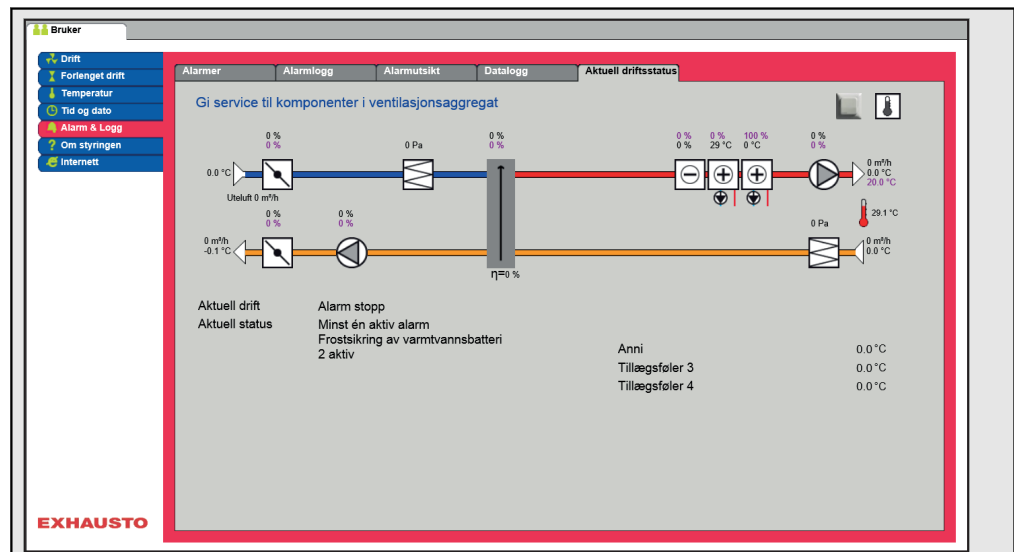 Bruker
Drift
Forlenget drift
Temperatur
Tid og dato
Alarm & Logg
Om styringen
Internett
Alarmer
Alarmlogg
Alarmutsikt
Datalogg
Aktuell driftsstatus
Gi service til komponenter i ventilasjonsaggregat
0 %
0 %
0 Pa
0 %
0 %
0 %
0 %
0 %
29 °C
100 %
0 °C
0 %
0 %
0.0 °C
0 m³/h
0.0 °C
20.0 °C
Uteluft 0 m³/h
29.1 °C
0 %
0 %
0 %
0 %
0 Pa
0 m³/h
-0.1 °C
0 m³/h
0.0 °C
η=0 %
Aktuell drift Alarm stopp
Aktuell status Minst én aktiv alarm
Frostsikring av varmtvannsbatteri
2 aktiv
Anni 0.0°C
Tillægsføler 3 0.0°C
Tillægsføler 4 0.0°C
EXHAUSTO